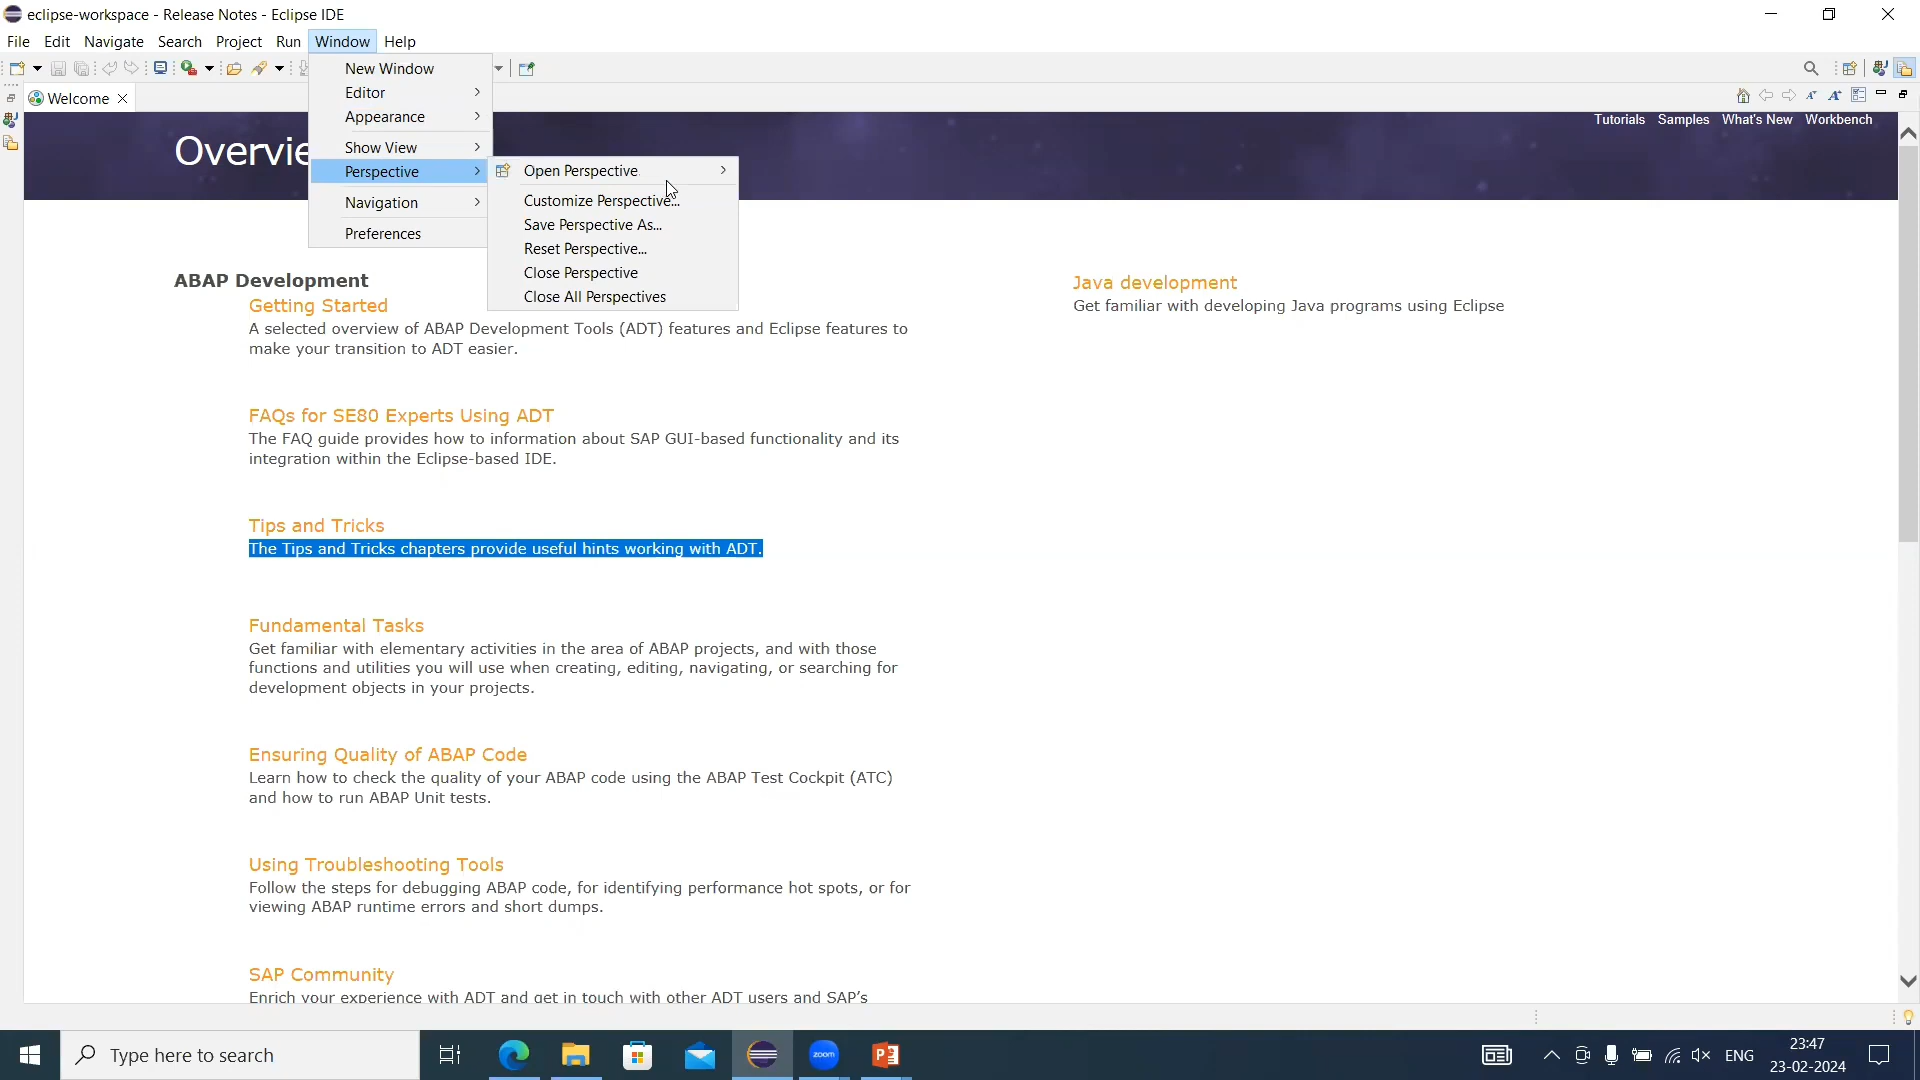 eclipse-workspace - Release Notes - Eclipse IDE
File Edit Navigate Search Project Run Window Help
New Window
Editor
Appearance
Show View
Perspective
Navigation
Preferences
Open Perspective
Customize Perspective...
Save Perspective As...
Reset Perspective...
Close Perspective
Close All Perspectives
Welcome
Tutorials Samples What's New Workbench
Overvie
ABAP Development
Getting Started
A selected overview of ABAP Development Tools (ADT) features and Eclipse features to
make your transition to ADT easier.
FAQs for SE80 Experts Using ADT
The FAQ guide provides how to information about SAP GUI-based functionality and its
integration within the Eclipse-based IDE.
Tips and Tricks
The Tips and Tricks chapters provide useful hints working with ADT.
Fundamental Tasks
Get familiar with elementary activities in the area of ABAP projects, and with those
functions and utilities you will use when creating, editing, navigating, or searching for
development objects in your projects.
Ensuring Quality of ABAP Code
Learn how to check the quality of your ABAP code using the ABAP Test Cockpit (ATC)
and how to run ABAP Unit tests.
Using Troubleshooting Tools
Follow the steps for debugging ABAP code, for identifying performance hot spots, or for
viewing ABAP runtime errors and short dumps.
SAP Community
Enrich your experience with ADT and get in touch with other ADT users and SAP's
Java development
Get familiar with developing Java programs using Eclipse
Type here to search
zoom
ENG
23:47
23-02-2024